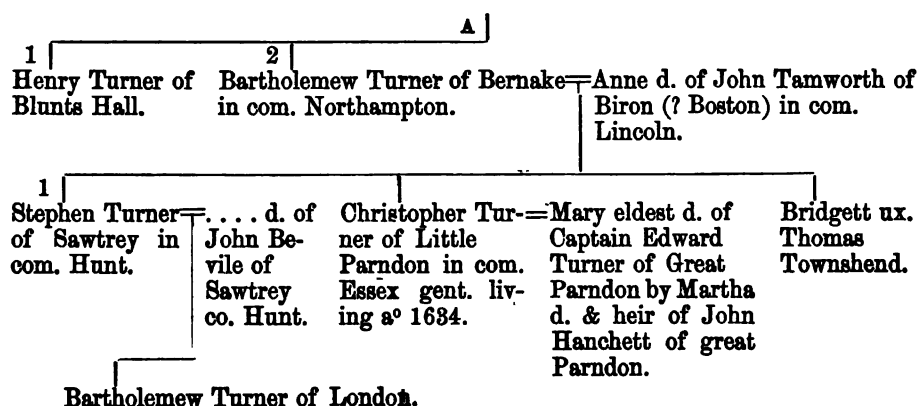 A
1
Henry Turner of
Blunts Hall.
2
Bartholemew Turner of Bernake
in com. Northampton.
Anne d. of John Tamworth of
Biron (? Boston) in com.
Lincoln.
1
Stephen Turner
of Sawtrey in
com. Hunt.
.... d. of
John Be-
vile of
Sawtrey
co. Hunt.
Christopher Tur-
ner of Little
Parndon in com.
Essex gent. liv-
ing aº 1634.
Mary eldest d. of
Captain Edward
Turner of Great
Parndon by Martha
d. & heir of John
Hanchett of great
Parndon.
Bridgett ux.
Thomas
Townshend.
Bartholemew Turner of London.